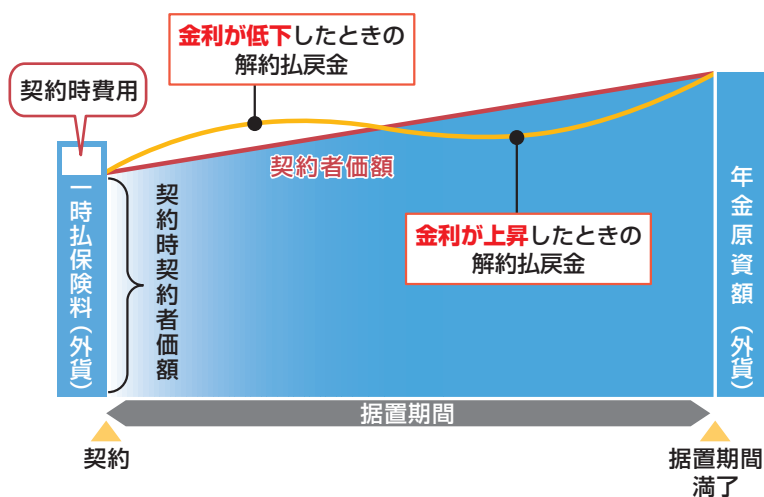 金利が低下したときの
解約払戻金
契約時費用
契約者価額
一時払保険料(外貨)
契約時契約者価額
金利が上昇したときの
解約払戻金
年金原資額(外貨)
据置期間
契約
据置期間
満了